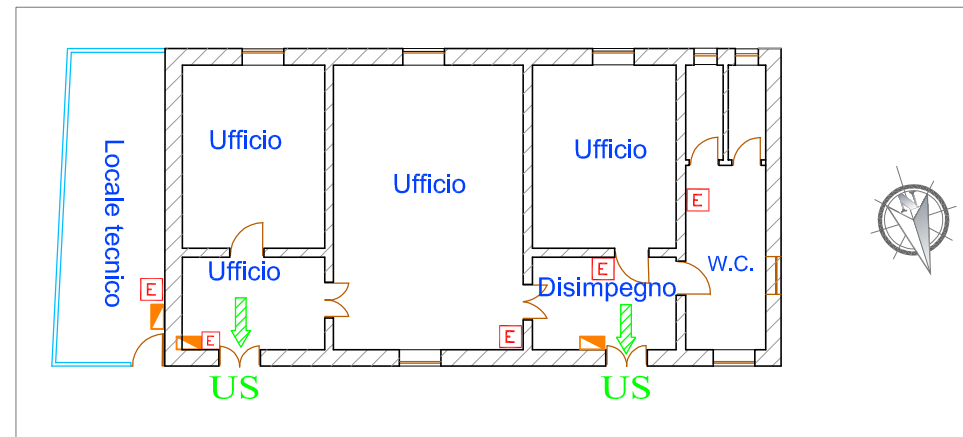 Locale tecnico
Ufficio
Ufficio
Ufficio
Ufficio
Disimpegno
W.C.
E
E
E
E
E
US
US